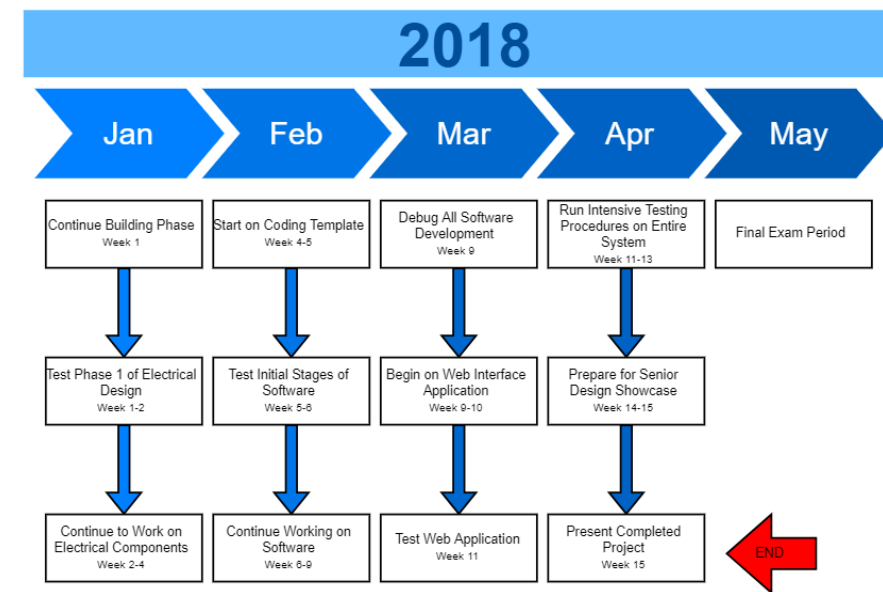 2018
Jan
Feb
Mar
Apr
May
Continue Building Phase
Week 1
Start on Coding Template
Week 4-5
Debug All Software
Development
Week 9
Run Intensive Testing
Procedures on Entire
System
Week 11-13
Final Exam Period
Test Phase 1 of Electrical
Design
Week 1-2
Test Initial Stages of
Software
Week 5-6
Begin on Web Interface
Application
Week 9-10
Prepare for Senior
Design Showcase
Week 14-15
Continue to Work on
Electrical Components
Week 2-4
Continue Working on
Software
Week 6-9
Test Web Application
Week 11
Present Completed
Project
Week 15
END